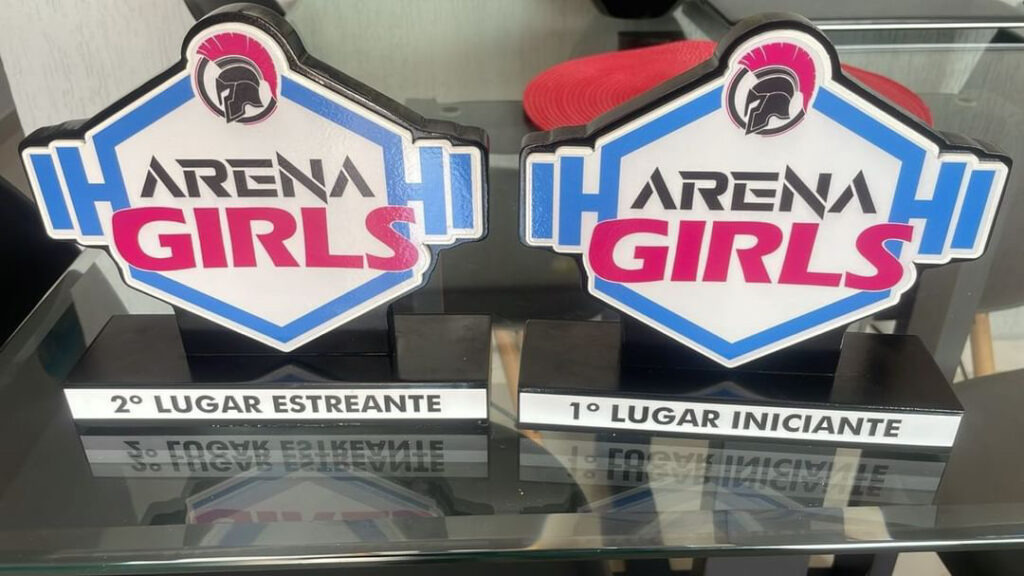 ARENA
GIRLS
2º LUGAR ESTREANTE
ARENA
GIRLS
1º LUGAR INICIANTE